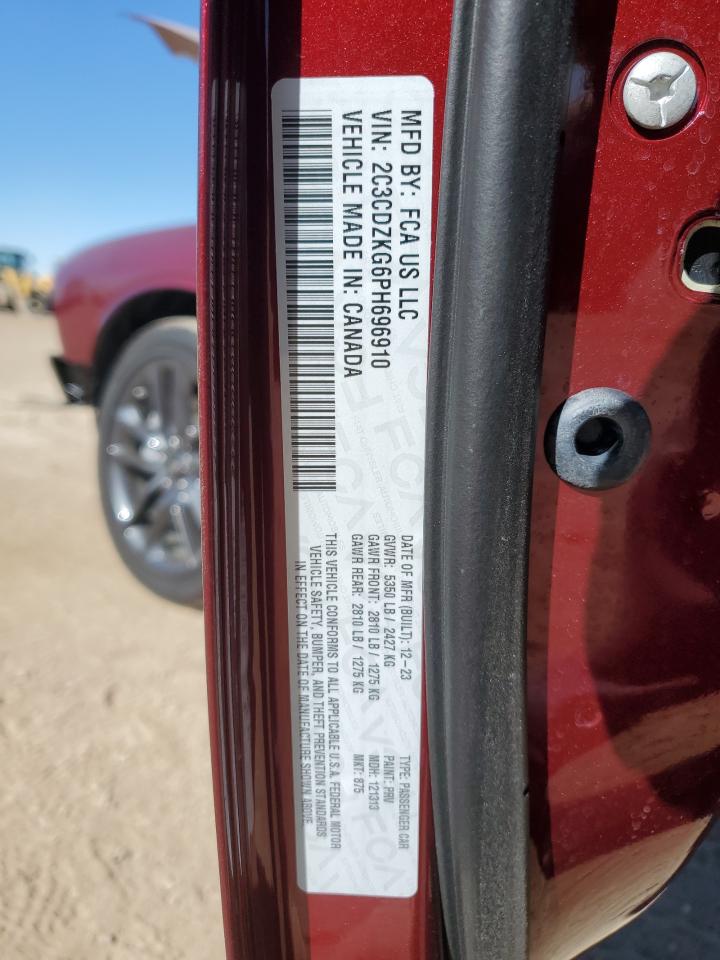 MFD BY: FCA US LLC
VIN: 2C3CDZKG6PH696910
VEHICLE MADE IN: CANADA
DATE OF MFR (BUILT): 12-23
GVWR: 5350 LB / 2427 KG
GAWR FRONT: 2810 LB / 1275 KG
GAWR REAR: 2810 LB / 1275 KG
TYPE: PASSENGER CAR
PAINT: PRV
MDH: 121313
MKT: 875
THIS VEHICLE CONFORMS TO ALL APPLICABLE U.S.A. FEDERAL MOTOR
VEHICLE SAFETY, BUMPER, AND THEFT PREVENTION STANDARDS
IN EFFECT ON THE DATE OF MANUFACTURE SHOWN ABOVE.